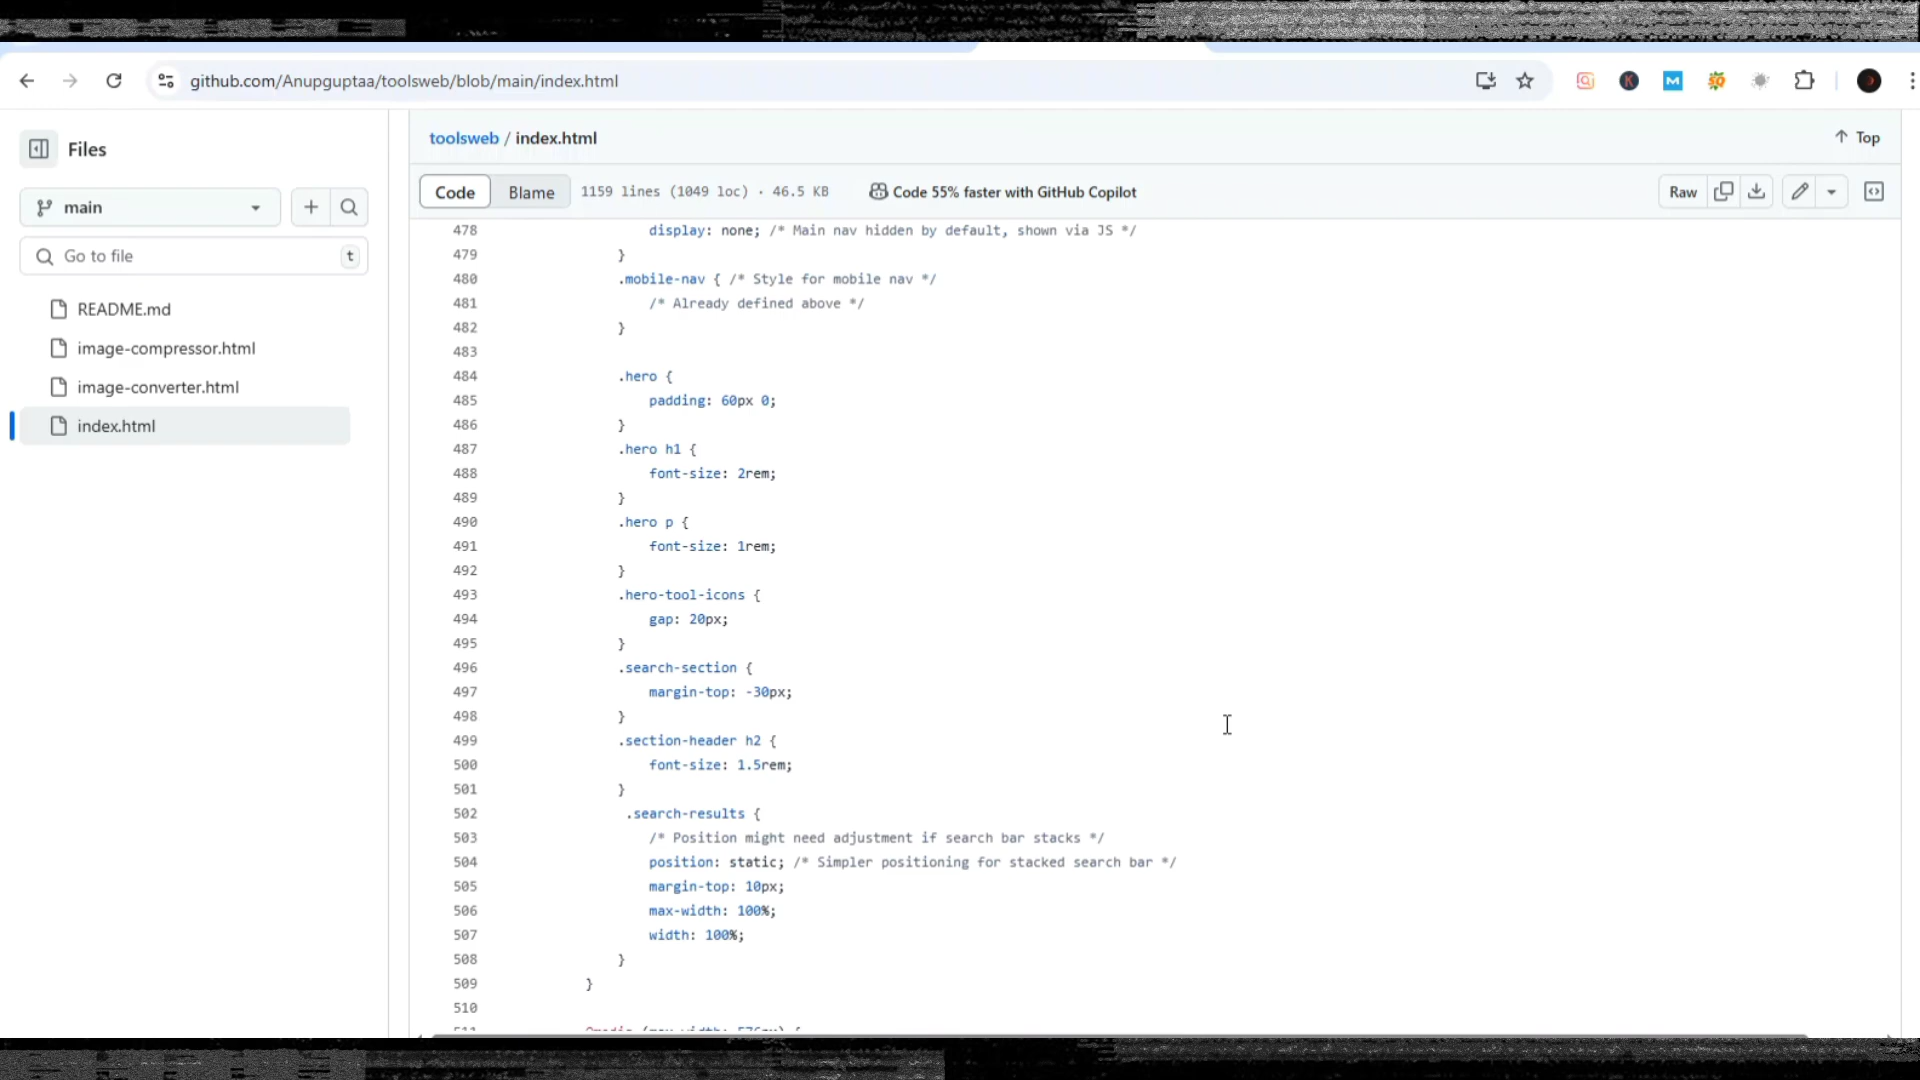 github.com/Anupguptaa/toolsweb/blob/main/index.html
Files
main
Go to file
t
README.md
image-compressor.html
image-converter.html
index.html
toolsweb / index.html
Top
Code
Blame
1159 lines (1049 loc) · 46.5 KB
Code 55% faster with GitHub Copilot
Raw
478 display: none; /* Main nav hidden by default, shown via JS */
479 }
480 .mobile-nav { /* Style for mobile nav */
481 /* Already defined above */
482 }
483
484 .hero {
485 padding: 60px 0;
486 }
487 .hero h1 {
488 font-size: 2rem;
489 }
490 .hero p {
491 font-size: 1rem;
492 }
493 .hero-tool-icons {
494 gap: 20px;
495 }
496 .search-section {
497 margin-top: -30px;
498 }
499 .section-header h2 {
500 font-size: 1.5rem;
501 }
502 .search-results {
503 /* Position might need adjustment if search bar stacks */
504 position: static; /* Simpler positioning for stacked search bar */
505 margin-top: 10px;
506 max-width: 100%;
507 width: 100%;
508 }
509 }
510